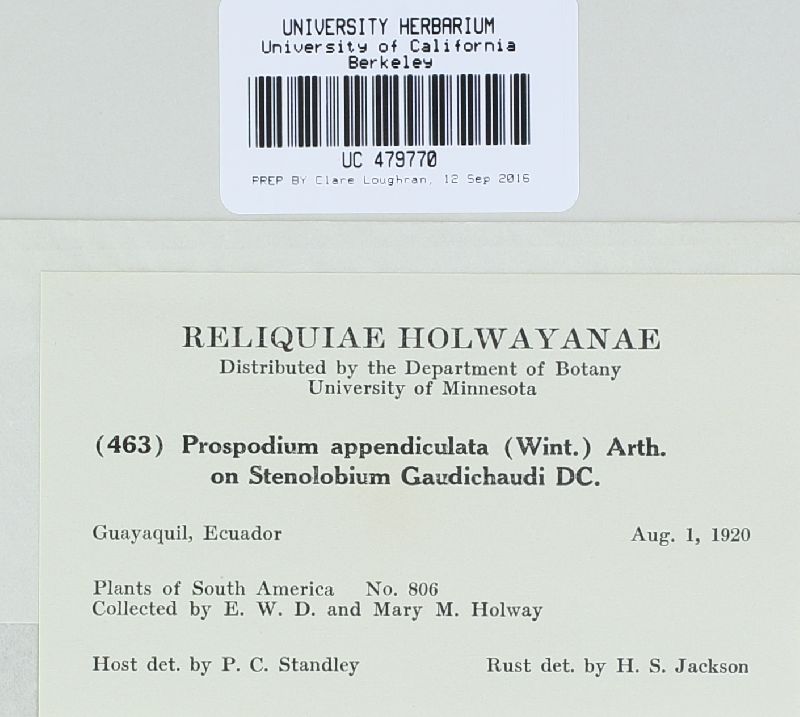 UNIVERSITY HERBARIUM
University of California
Berkeley
UC 479770
PREP BY Clare Loughran, 12 Sep 2016
RELIQUIAE HOLWAYANAE
Distributed by the Department of Botany
University of Minnesota
(463) Prospodium appendiculata (Wint.) Arth.
on Stenolobium Gaudichaudi DC.
Guayaquil, Ecuador Aug. 1, 1920
Plants of South America No. 806
Collected by E. W. D. and Mary M. Holway
Host det. by P. C. Standley Rust det. by H. S. Jackson